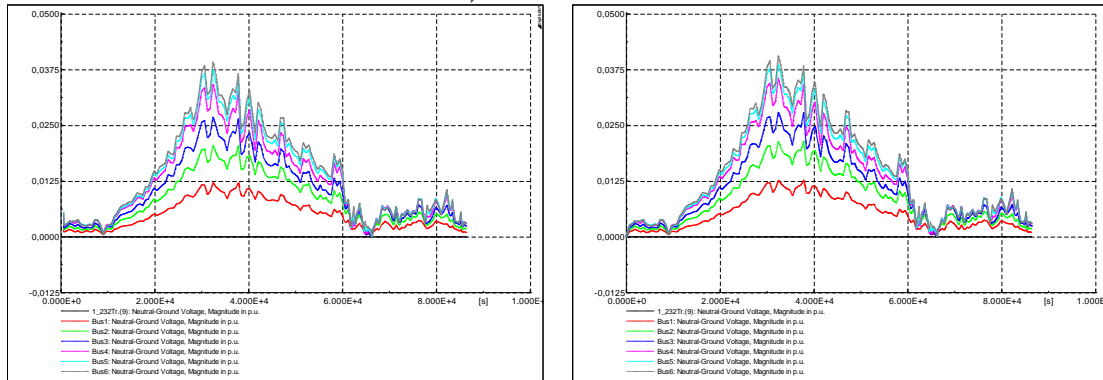 0,0500
0,0375
0,0250
0,0125
0,0000
-0,0125
0.000E+0
2.000E+4
4.000E+4
6.000E+4
8.000E+4
[s]
1.000E+
1_232Tr.(9): Neutral-Ground Voltage, Magnitude in p.u.
Bus1: Neutral-Ground Voltage, Magnitude in p.u.
Bus2: Neutral-Ground Voltage, Magnitude in p.u.
Bus3: Neutral-Ground Voltage, Magnitude in p.u.
Bus4: Neutral-Ground Voltage, Magnitude in p.u.
Bus5: Neutral-Ground Voltage, Magnitude in p.u.
Bus6: Neutral-Ground Voltage, Magnitude in p.u.
0,0500
0,0375
0,0250
0,0125
0,0000
-0,0125
0.000E+0
2.000E+4
4.000E+4
6.000E+4
8.000E+4
[s]
1.000E+
1_232Tr.(9): Neutral-Ground Voltage, Magnitude in p.u.
Bus1: Neutral-Ground Voltage, Magnitude in p.u.
Bus2: Neutral-Ground Voltage, Magnitude in p.u.
Bus3: Neutral-Ground Voltage, Magnitude in p.u.
Bus4: Neutral-Ground Voltage, Magnitude in p.u.
Bus5: Neutral-Ground Voltage, Magnitude in p.u.
Bus6: Neutral-Ground Voltage, Magnitude in p.u.